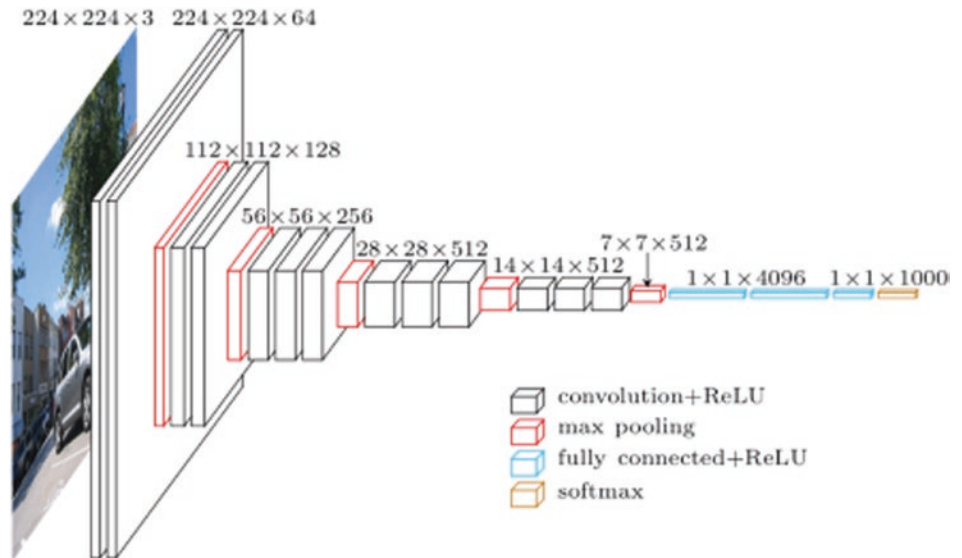 224×224×3
224×224×64
112×112×128
56×56×256
28×28×512
14×14×512
7×7×512
1×1×4096
1×1×1000
convolution+ReLU
max pooling
fully connected+ReLU
softmax